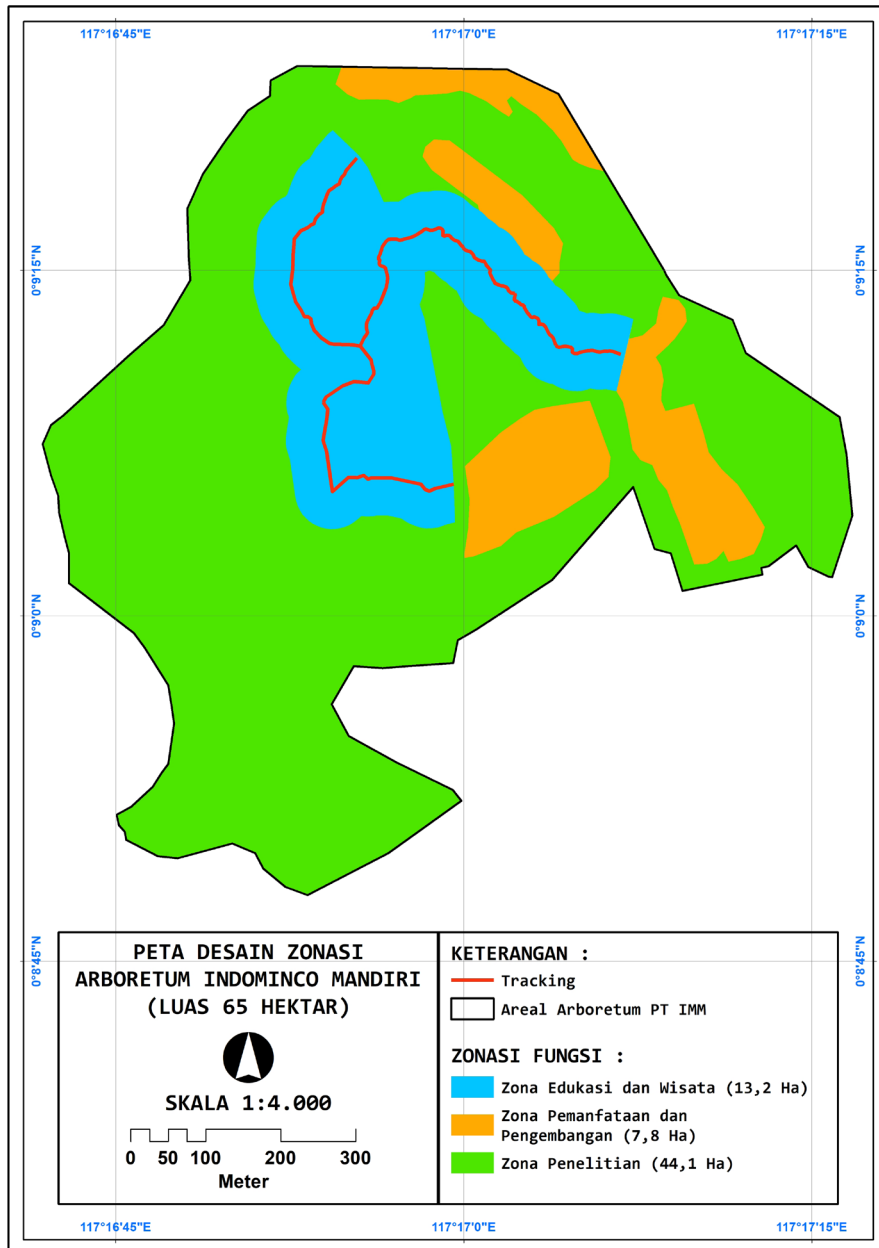 117°16'45"E
117°17'0"E
117°17'15"E
0°9'15"N
0°9'15"N
0°9'0"N
0°9'0"N
0°8'45"N
0°8'45"N
PETA DESAIN ZONASI
ARBORETUM INDOMINCO MANDIRI
(LUAS 65 HEKTAR)
SKALA 1:4.000
0 50 100 200 300
Meter
KETERANGAN :
Tracking
Areal Arboretum PT IMM
ZONASI FUNGSI :
Zona Edukasi dan Wisata (13,2 Ha)
Zona Pemanfataan dan
Pengembangan (7,8 Ha)
Zona Penelitian (44,1 Ha)
117°16'45"E
117°17'0"E
117°17'15"E